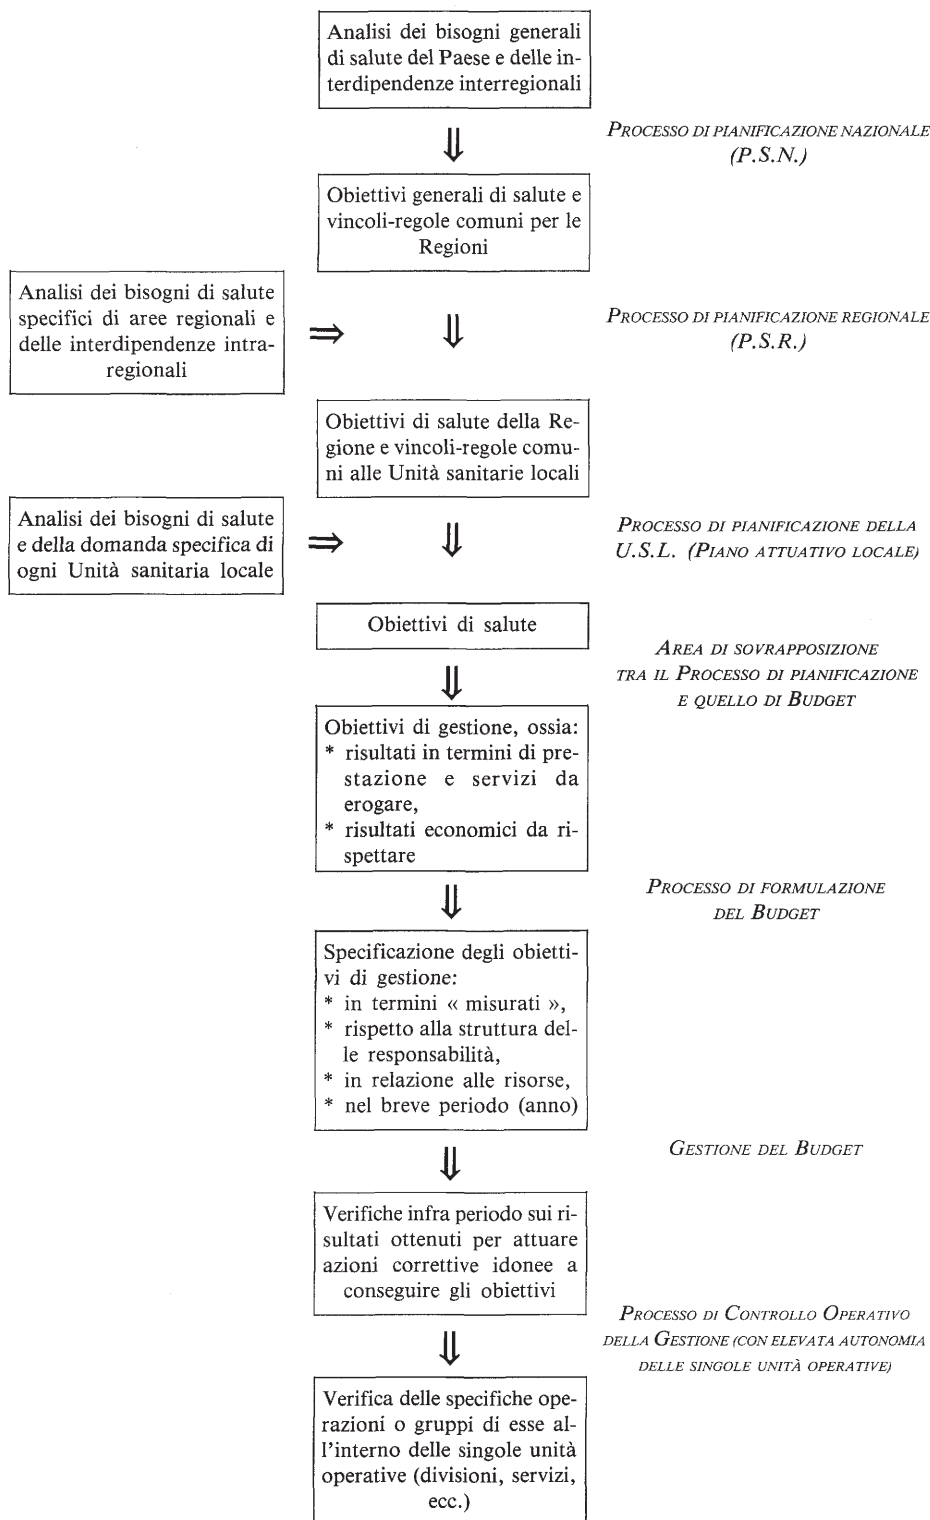 Analisi dei bisogni generali
di salute del Paese e delle in-
terdipendenze interregionali
PROCESSO DI PIANIFICAZIONE NAZIONALE
(P.S.N.)
Obiettivi generali di salute e
vincoli-regole comuni per le
Regioni
Analisi dei bisogni di salute
specifici di aree regionali e
delle interdipendenze intra-
regionali
PROCESSO DI PIANIFICAZIONE REGIONALE
(P.S.R.)
Obiettivi di salute della Re-
gione e vincoli-regole comu-
ni alle Unità sanitarie locali
Analisi dei bisogni di salute
e della domanda specifica di
ogni Unità sanitaria locale
PROCESSO DI PIANIFICAZIONE DELLA
U.S.L. (PIANO ATTUATIVO LOCALE)
Obiettivi di salute
AREA DI SOVRAPPOSIZIONE
TRA IL PROCESSO DI PIANIFICAZIONE
E QUELLO DI BUDGET
Obiettivi di gestione, ossia:
* risultati in termini di pre-
stazione e servizi da
erogare,
* risultati economici da ri-
spettare
PROCESSO DI FORMULAZIONE
DEL BUDGET
Specificazione degli obietti-
vi di gestione:
* in termini « misurati »,
* rispetto alla struttura del-
le responsabilità,
* in relazione alle risorse,
* nel breve periodo (anno)
GESTIONE DEL BUDGET
Verifiche infra periodo sui ri-
sultati ottenuti per attuare
azioni correttive idonee a
conseguire gli obiettivi
PROCESSO DI CONTROLLO OPERATIVO
DELLA GESTIONE (CON ELEVATA AUTONOMIA
DELLE SINGOLE UNITÀ OPERATIVE)
Verifica delle specifiche ope-
razioni o gruppi di esse al-
l'interno delle singole unità
operative (divisioni, servizi,
ecc.)